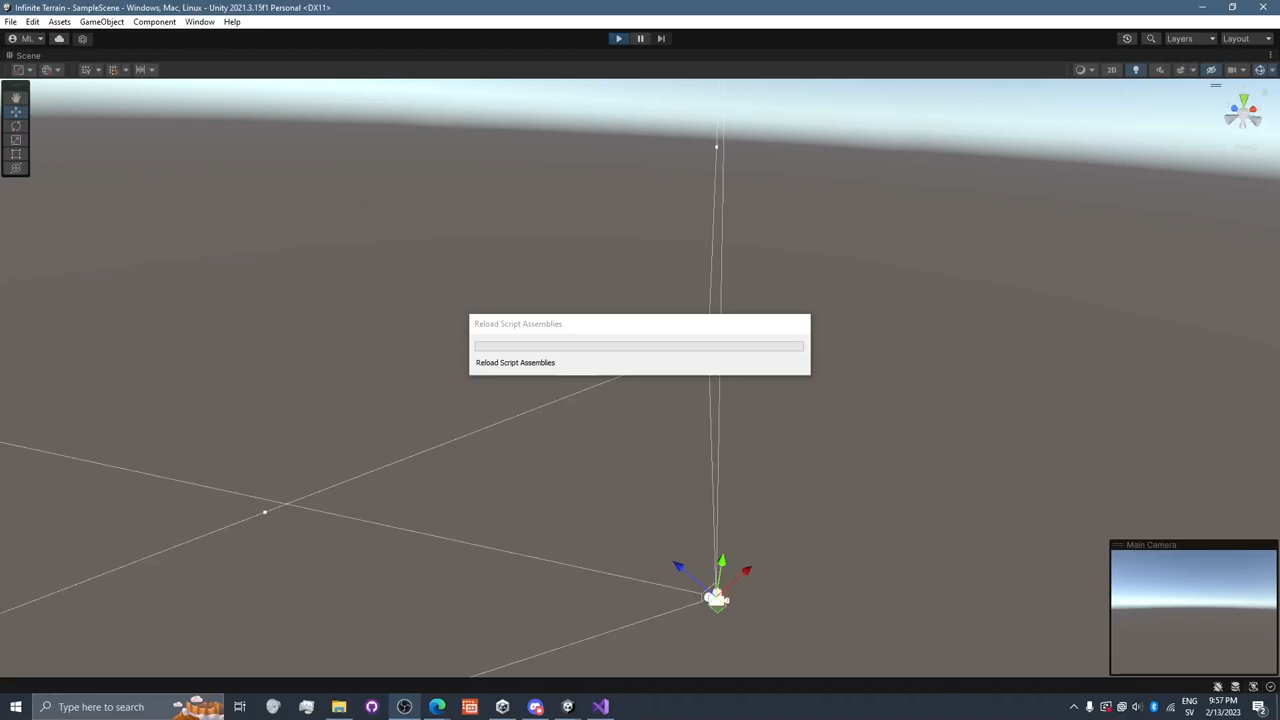 Infinite Terrain - SampleScene - Windows, Mac, Linux - Unity 2021.3.15f1 Personal <DX11>
File Edit Assets GameObject Component Window Help
ML Layers Layout
Scene
2D
Reload Script Assemblies
Reload Script Assemblies
Main Camera
Type here to search
ENG 9:57 PM
SV 2/13/2023